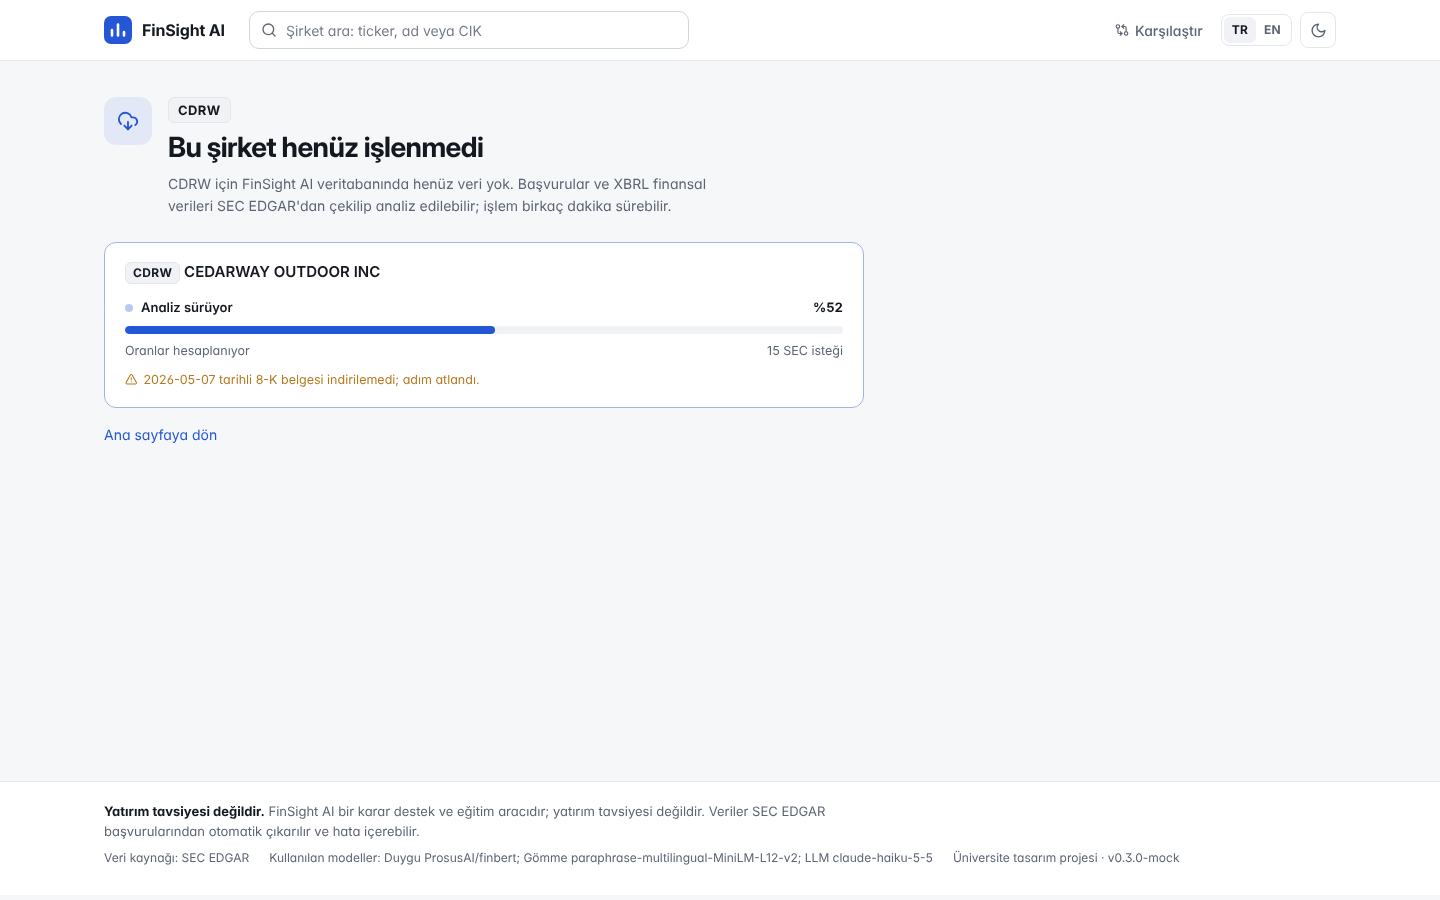 FinSight AI
Şirket ara: ticker, ad veya CIK
Karşılaştır
TR EN
CDRW
Bu şirket henüz işlenmedi
CDRW için FinSight AI veritabanında henüz veri yok. Başvurular ve XBRL finansal
verileri SEC EDGAR'dan çekilip analiz edilebilir; işlem birkaç dakika sürebilir.
CDRW CEDARWAY OUTDOOR INC
Analiz sürüyor %52
Oranlar hesaplanıyor 15 SEC isteği
2026-05-07 tarihli 8-K belgesi indirilemedi; adım atlandı.
Ana sayfaya dön
Yatırım tavsiyesi değildir. FinSight AI bir karar destek ve eğitim aracıdır; yatırım tavsiyesi değildir. Veriler SEC EDGAR
başvurularından otomatik çıkarılır ve hata içerebilir.
Veri kaynağı: SEC EDGAR Kullanılan modeller: Duygu ProsusAI/finbert; Gömme paraphrase-multilingual-MiniLM-L12-v2; LLM claude-haiku-5-5 Üniversite tasarım projesi · v0.3.0-mock